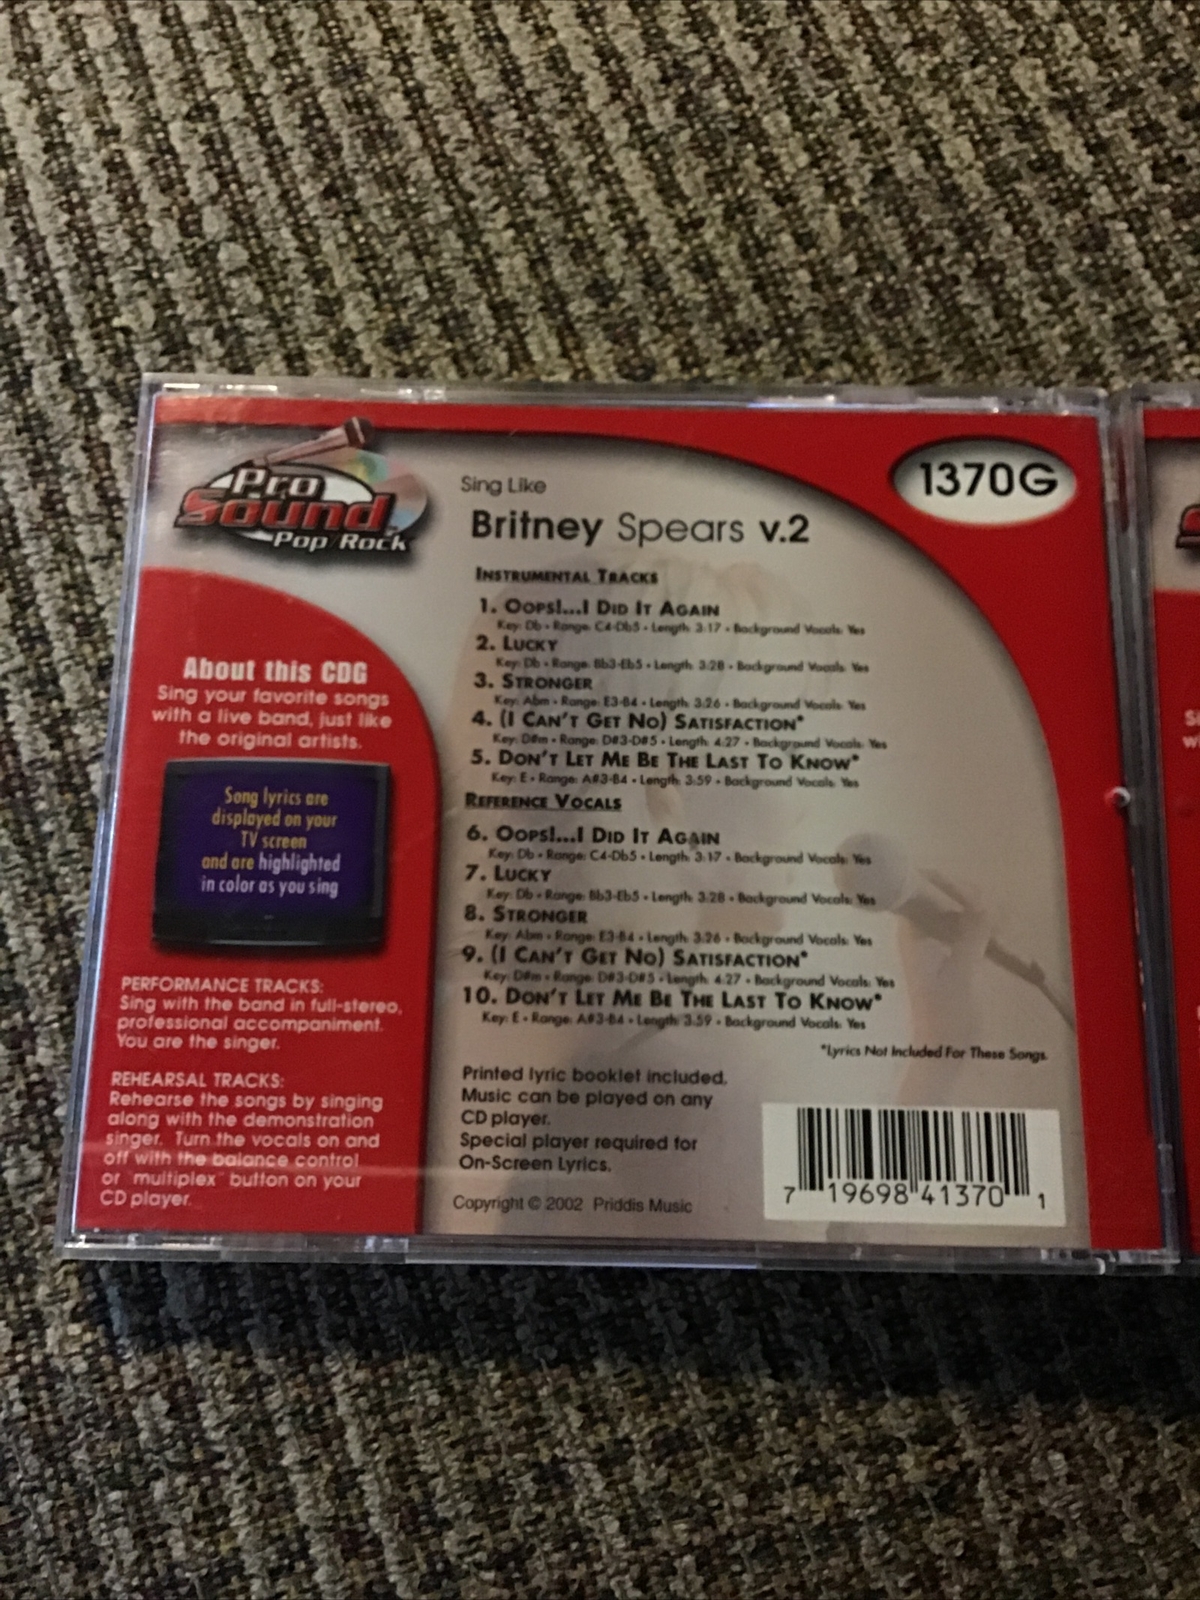 Pro
Sound
Pop/Rock
1370G
Sing Like
Britney Spears v.2
INSTRUMENTAL TRACKS
1. OOPS!...I DID IT AGAIN
Key: Db • Range: C4-Db5 • Length: 3:17 • Background Vocals: Yes
2. LUCKY
Key: Db • Range: Bb3-Eb5 • Length: 3:28 • Background Vocals: Yes
3. STRONGER
Key: Abm • Range: E3-B4 • Length: 3:26 • Background Vocals: Yes
4. (I CAN'T GET NO) SATISFACTION*
Key: D#m • Range: D#3-D#5 • Length: 4:27 • Background Vocals: Yes
5. DON'T LET ME BE THE LAST TO KNOW*
Key: E • Range: A#3-B4 • Length: 3:59 • Background Vocals: Yes
REFERENCE VOCALS
6. OOPS!...I DID IT AGAIN
Key: Db • Range: C4-Db5 • Length: 3:17 • Background Vocals: Yes
7. LUCKY
Key: Db • Range: Bb3-Eb5 • Length: 3:28 • Background Vocals: Yes
8. STRONGER
Key: Abm • Range: E3-B4 • Length: 3:26 • Background Vocals: Yes
9. (I CAN'T GET NO) SATISFACTION*
Key: D#m • Range: D#3-D#5 • Length: 4:27 • Background Vocals: Yes
10. DON'T LET ME BE THE LAST TO KNOW*
Key: E • Range: A#3-B4 • Length: 3:59 • Background Vocals: Yes
*Lyrics Not Included For These Songs.
Printed lyric booklet included.
Music can be played on any
CD player.
Special player required for
On-Screen Lyrics.
Copyright © 2002 Priddis Music
7 19698 41370 1
About this CDG
Sing your favorite songs
with a live band, just like
the original artists.
Song lyrics are
displayed on your
TV screen
and are highlighted
in color as you sing
PERFORMANCE TRACKS:
Sing with the band in full-stereo,
professional accompaniment.
You are the singer.
REHEARSAL TRACKS:
Rehearse the songs by singing
along with the demonstration
singer. Turn the vocals on and
off with the balance control
or "multiplex" button on your
CD player.